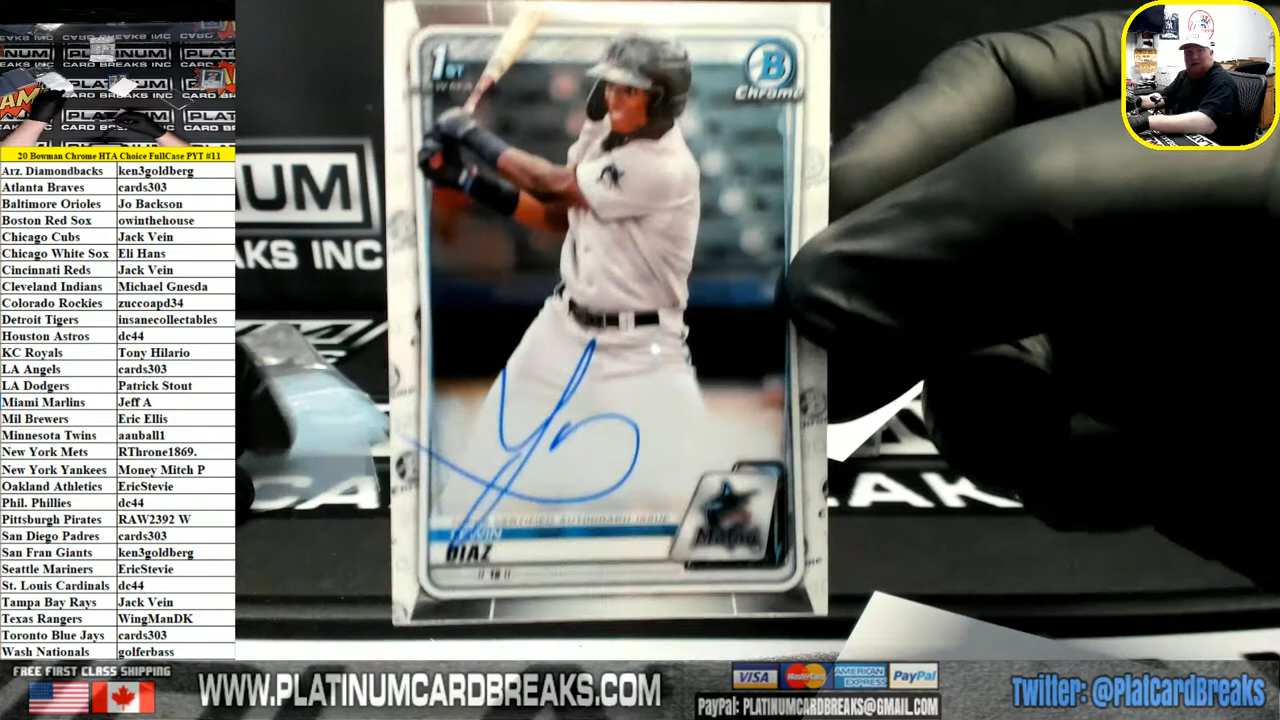 20 Bowman Chrome HTA Choice FullCase PYT #11
Arz. Diamondbacks ken3goldberg
Atlanta Braves cards303
Baltimore Orioles Jo Backson
Boston Red Sox owinthehouse
Chicago Cubs Jack Vein
Chicago White Sox Eli Hans
Cincinnati Reds Jack Vein
Cleveland Indians Michael Gnesda
Colorado Rockies zuccoapd34
Detroit Tigers insanecollectables
Houston Astros dc44
KC Royals Tony Hilario
LA Angels cards303
LA Dodgers Patrick Stout
Miami Marlins Jeff A
Mil Brewers Eric Ellis
Minnesota Twins aauball1
New York Mets RThrone1869.
New York Yankees Money Mitch P
Oakland Athletics EricStevie
Phil. Phillies dc44
Pittsburgh Pirates RAW2392 W
San Diego Padres cards303
San Fran Giants ken3goldberg
Seattle Mariners EricStevie
St. Louis Cardinals dc44
Tampa Bay Rays Jack Vein
Texas Rangers WingManDK
Toronto Blue Jays cards303
Wash Nationals golferbass
1ST
B
Chrome
CERTIFIED AUTOGRAPH ISSUE
LEWIN
DIAZ
// 1B //
FREE FIRST CLASS SHIPPING
WWW.PLATINUMCARDBREAKS.COM
VISA MasterCard AMERICAN EXPRESS PayPal
PayPal: PLATINUMCARDBREAKS@GMAIL.COM
Twitter: @PlatCardBreaks